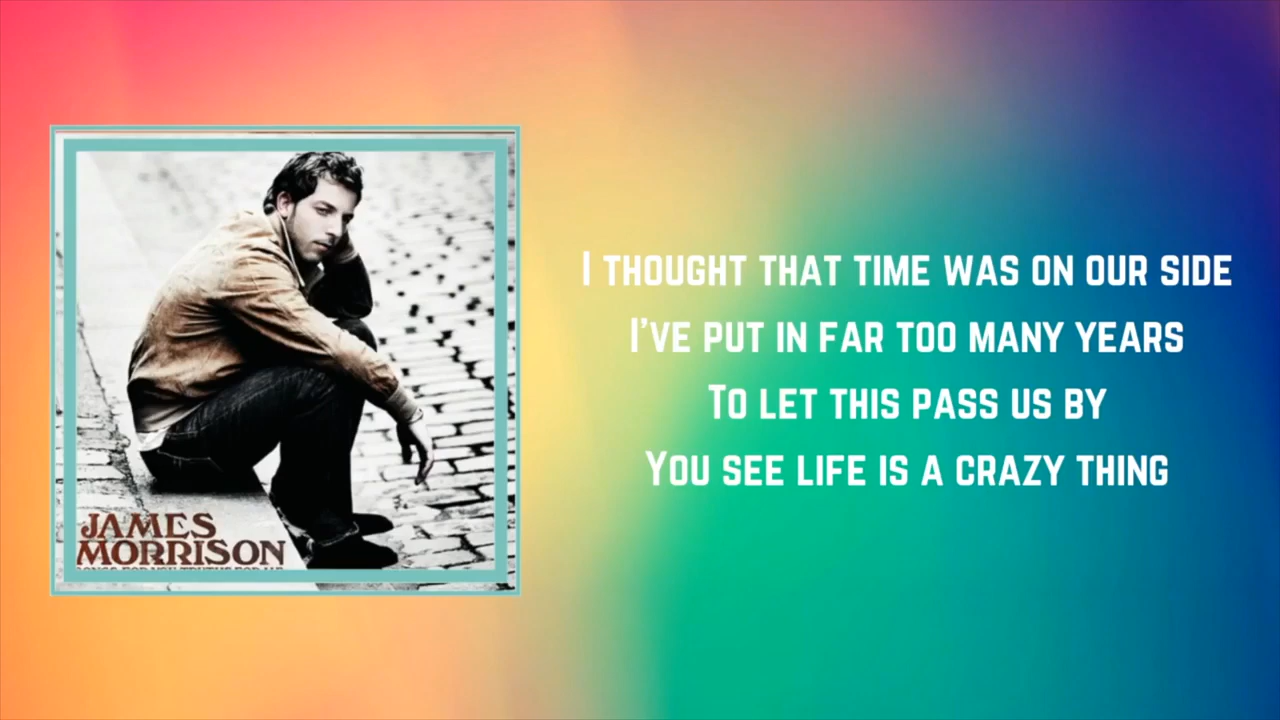 JAMES
MORRISON
I THOUGHT THAT TIME WAS ON OUR SIDE
I'VE PUT IN FAR TOO MANY YEARS
TO LET THIS PASS US BY
YOU SEE LIFE IS A CRAZY THING